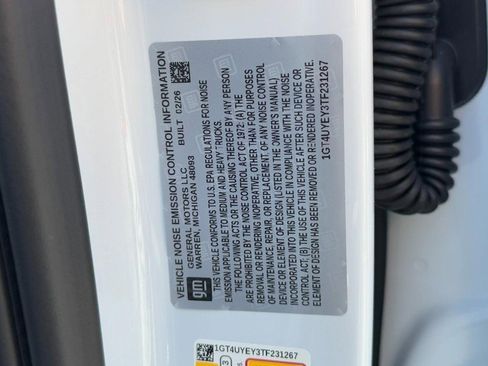 VEHICLE NOISE EMISSION CONTROL INFORMATION
GENERAL MOTORS LLC BUILT 02/26
WARREN, MICHIGAN 48093
THIS VEHICLE CONFORMS TO U.S. EPA REGULATIONS FOR NOISE
EMISSION APPLICABLE TO MEDIUM AND HEAVY TRUCKS.
THE FOLLOWING ACTS OR THE CAUSING THEREOF BY ANY PERSON
ARE PROHIBITED BY THE NOISE CONTROL ACT OF 1972: (A) THE
REMOVAL OR RENDERING INOPERATIVE, OTHER THAN FOR PURPOSES
OF MAINTENANCE, REPAIR, OR REPLACEMENT, OF ANY NOISE CONTROL
ELEMENT OF DESIGN (LISTED IN THE OWNER'S MANUAL)
INCORPORATED INTO THIS VEHICLE IN COMPLIANCE WITH THE NOISE
CONTROL ACT; (B) THE USE OF THIS VEHICLE AFTER SUCH DEVICE OR
ELEMENT OF DESIGN HAS BEEN REMOVED OR RENDERED INOPERATIVE.
1GT4UYEY3TF231267
gm
1GT4UYEY3TF231267